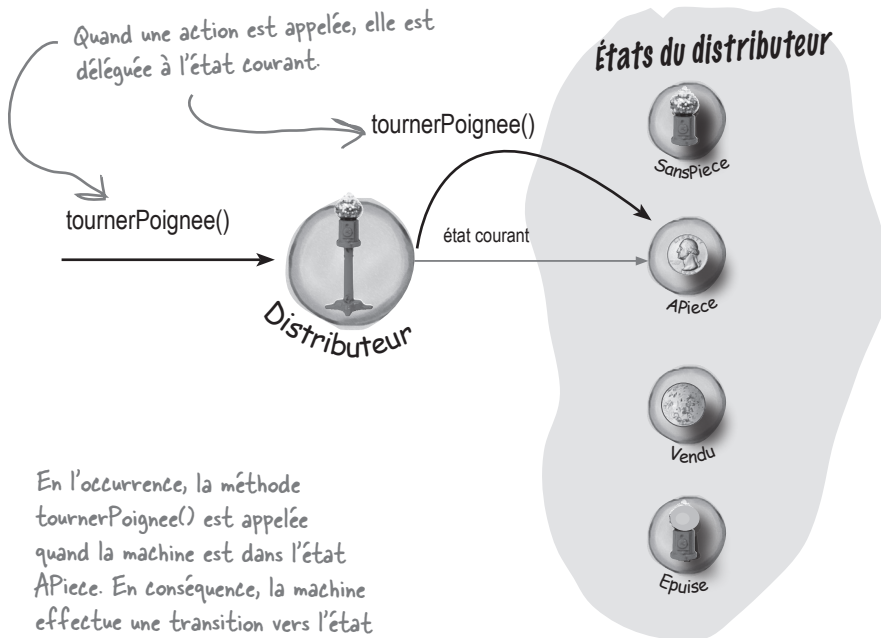 Quand une action est appelée, elle est
déléguée à l'état courant.
États du distributeur
tournerPoignee()
SansPiece
tournerPoignee()
état courant
APiece
Distributeur
Vendu
En l'occurrence, la méthode
tournerPoignee() est appelée
quand la machine est dans l'état
APiece. En conséquence, la machine
effectue une transition vers l'état
Epuise